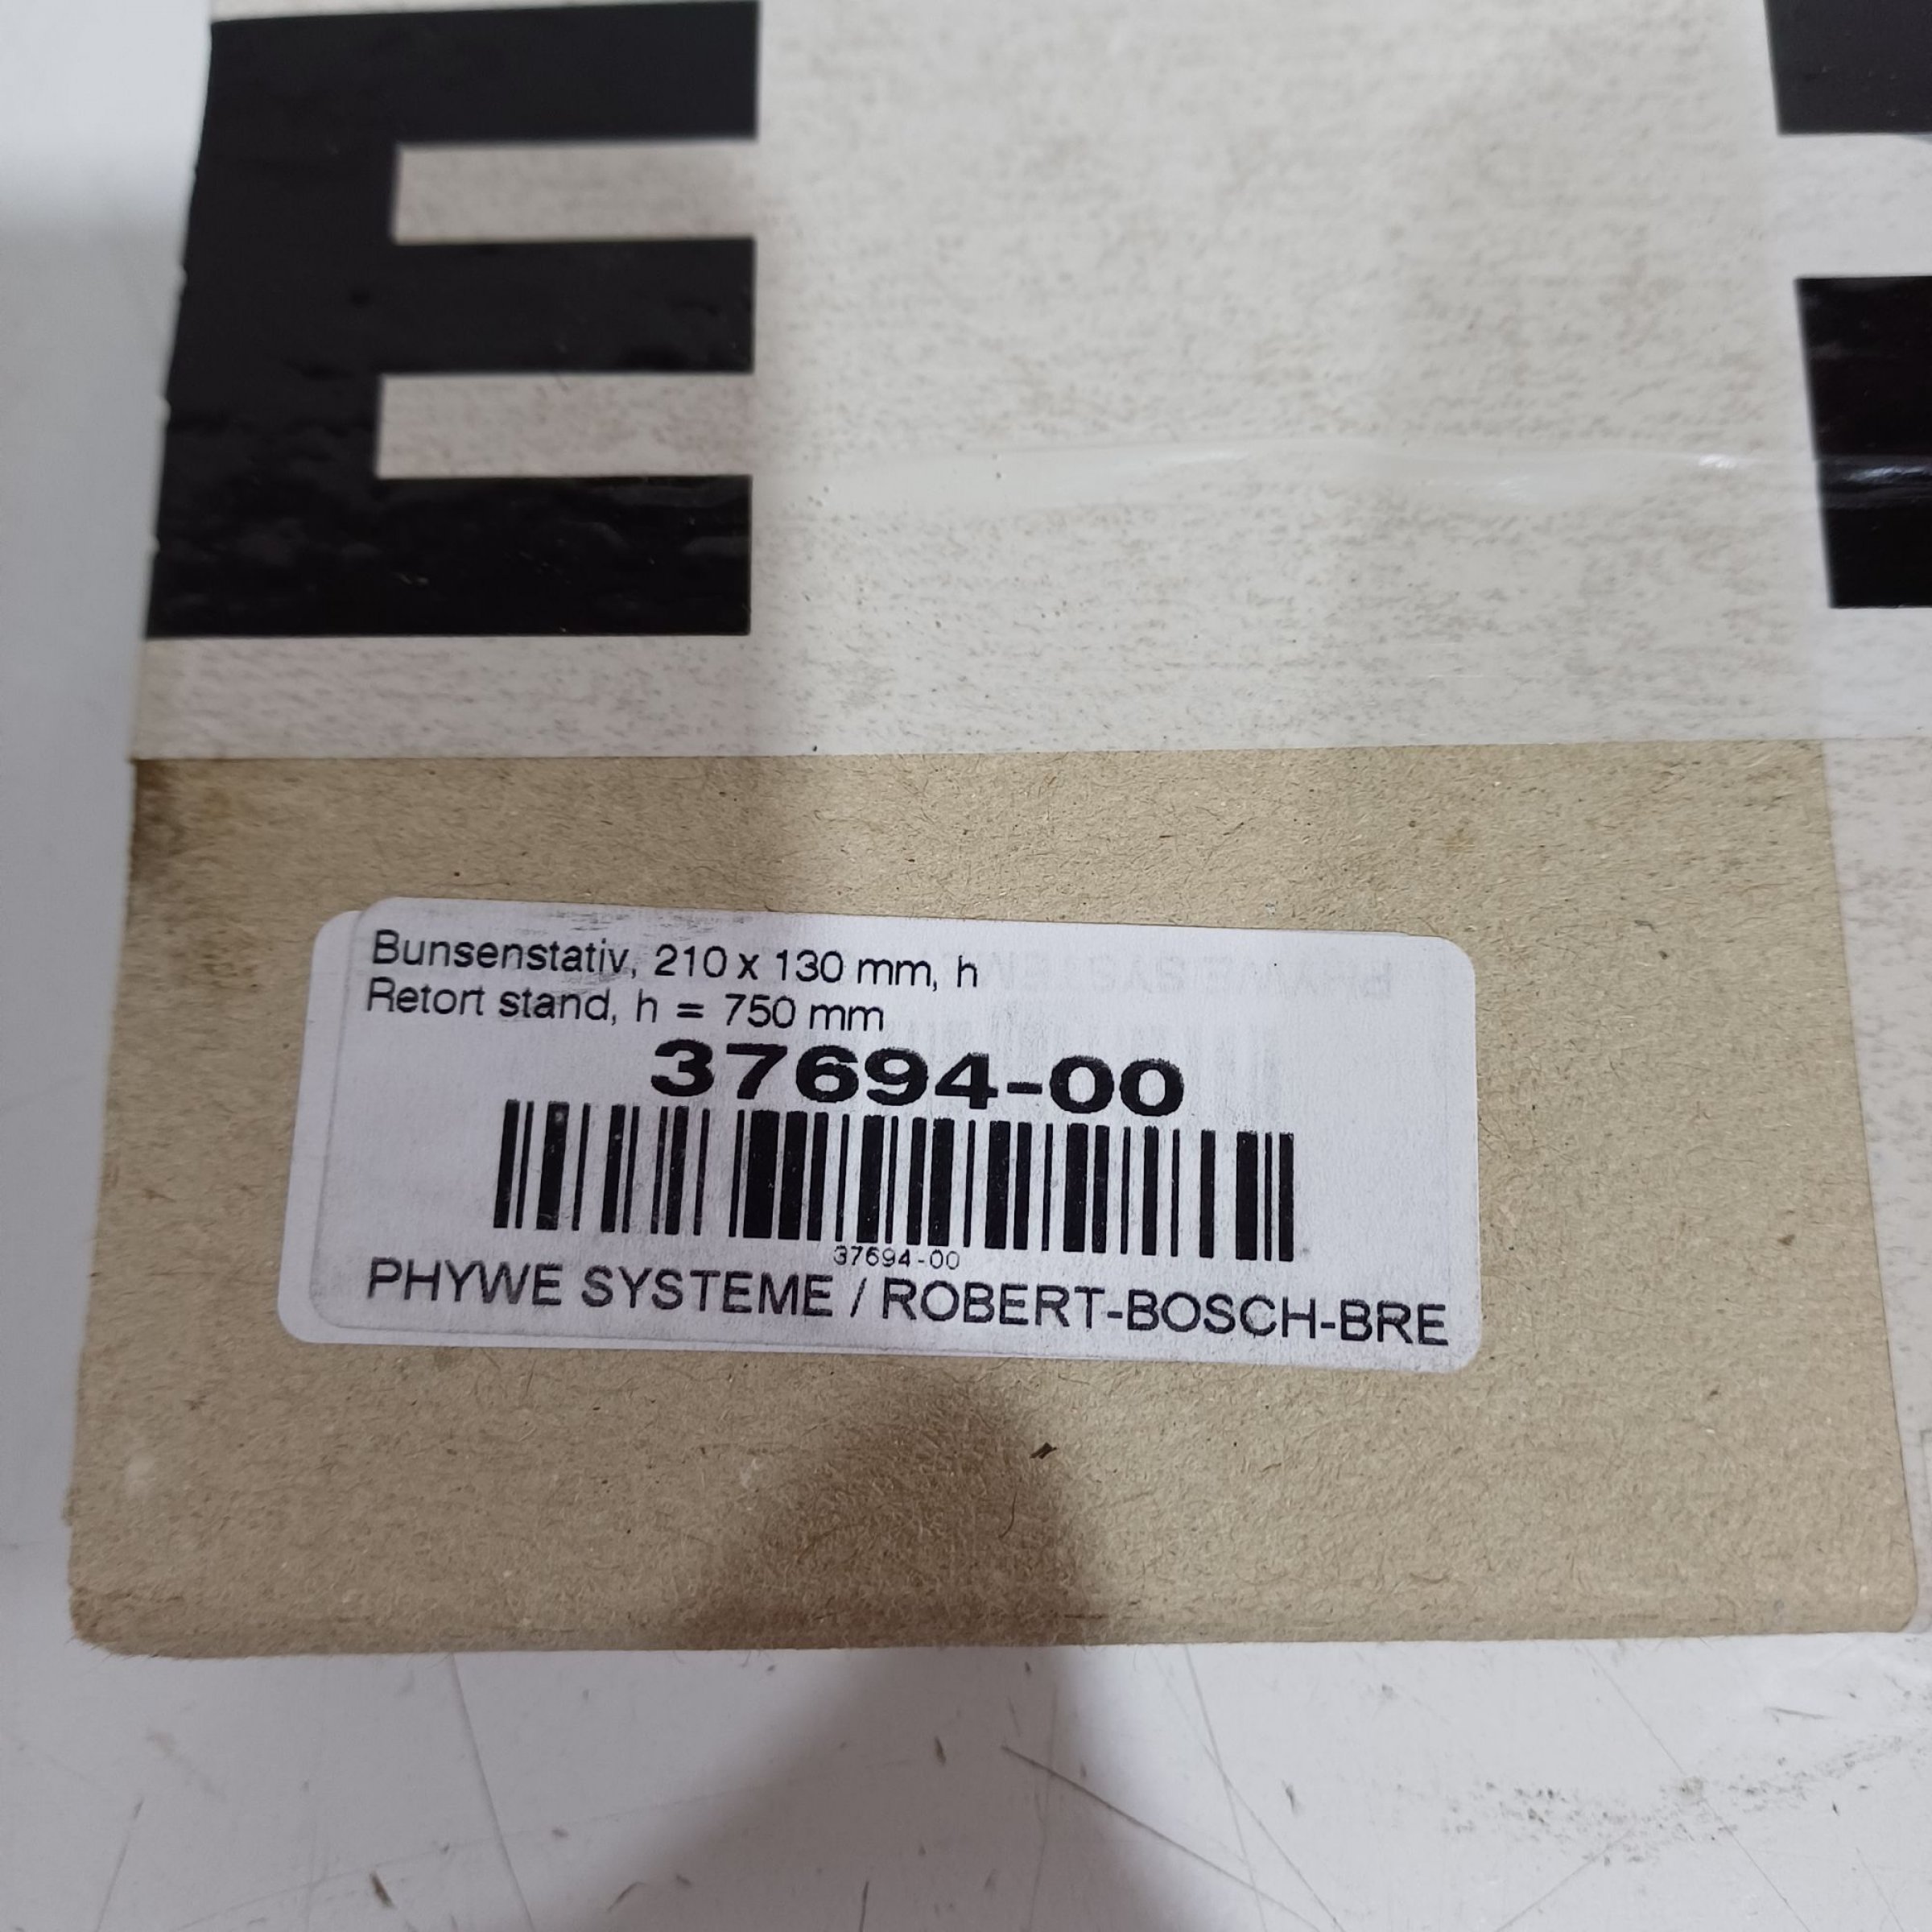 E
Bunsenstativ, 210 x 130 mm, h
Retort stand, h = 750 mm
37694-00
37694-00
PHYWE SYSTEME / ROBERT-BOSCH-BRE